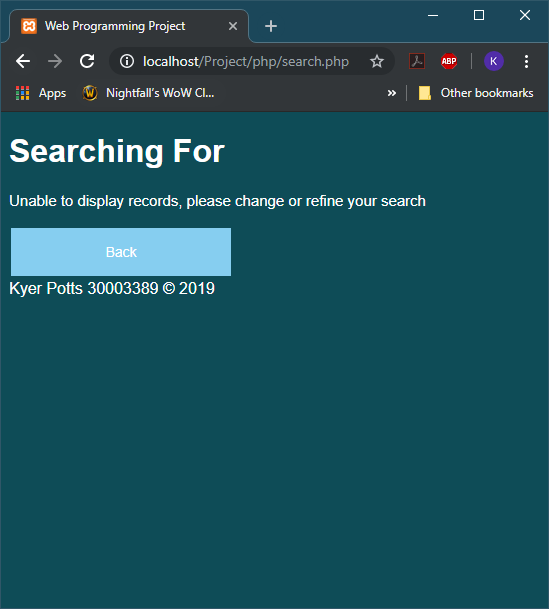 Web Programming Project
localhost/Project/php/search.php
ABP
K
Apps
Nightfall's WoW Cl...
»
Other bookmarks
Searching For
Unable to display records, please change or refine your search
Back
Kyer Potts 30003389 © 2019